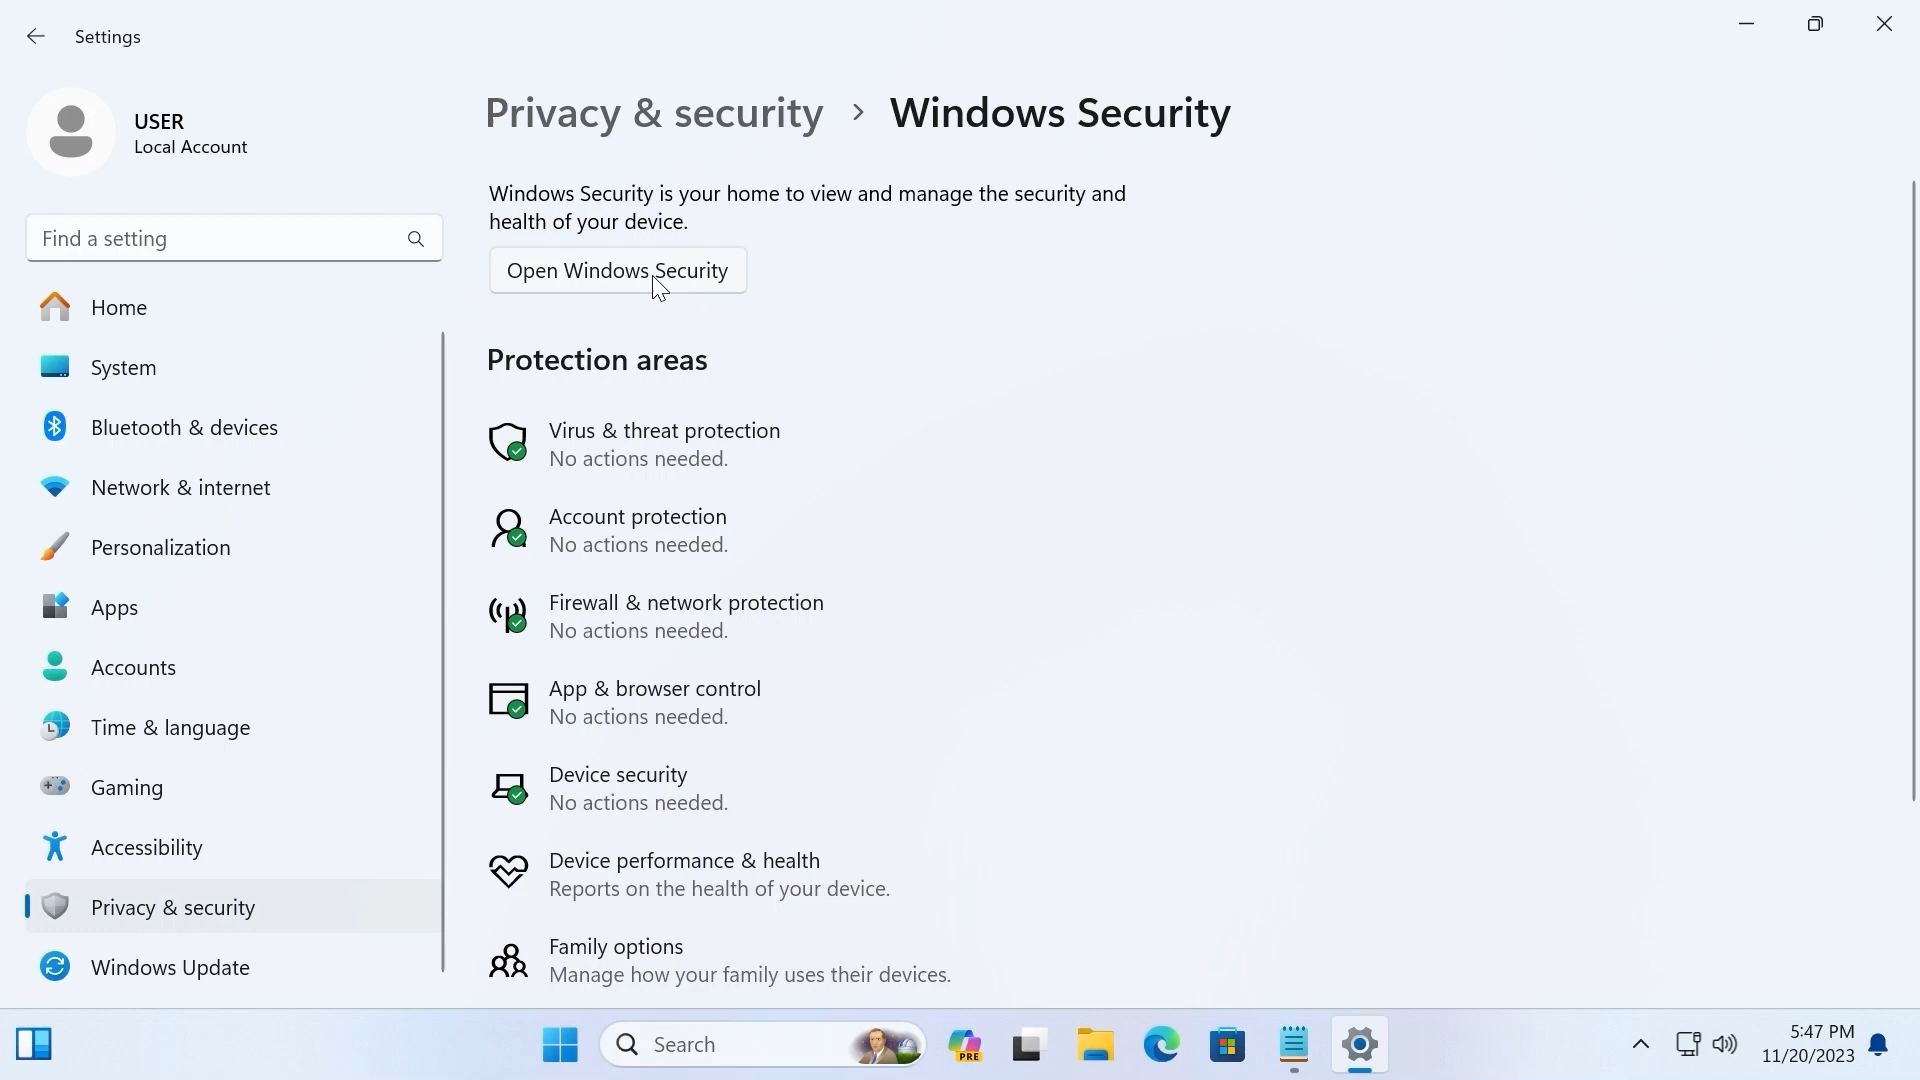 Settings
USER
Local Account
Find a setting
Home
System
Bluetooth & devices
Network & internet
Personalization
Apps
Accounts
Time & language
Gaming
Accessibility
Privacy & security
Windows Update
Privacy & security > Windows Security
Windows Security is your home to view and manage the security and
health of your device.
Open Windows Security
Protection areas
Virus & threat protection
No actions needed.
Account protection
No actions needed.
Firewall & network protection
No actions needed.
App & browser control
No actions needed.
Device security
No actions needed.
Device performance & health
Reports on the health of your device.
Family options
Manage how your family uses their devices.
Search
PRE
5:47 PM
11/20/2023